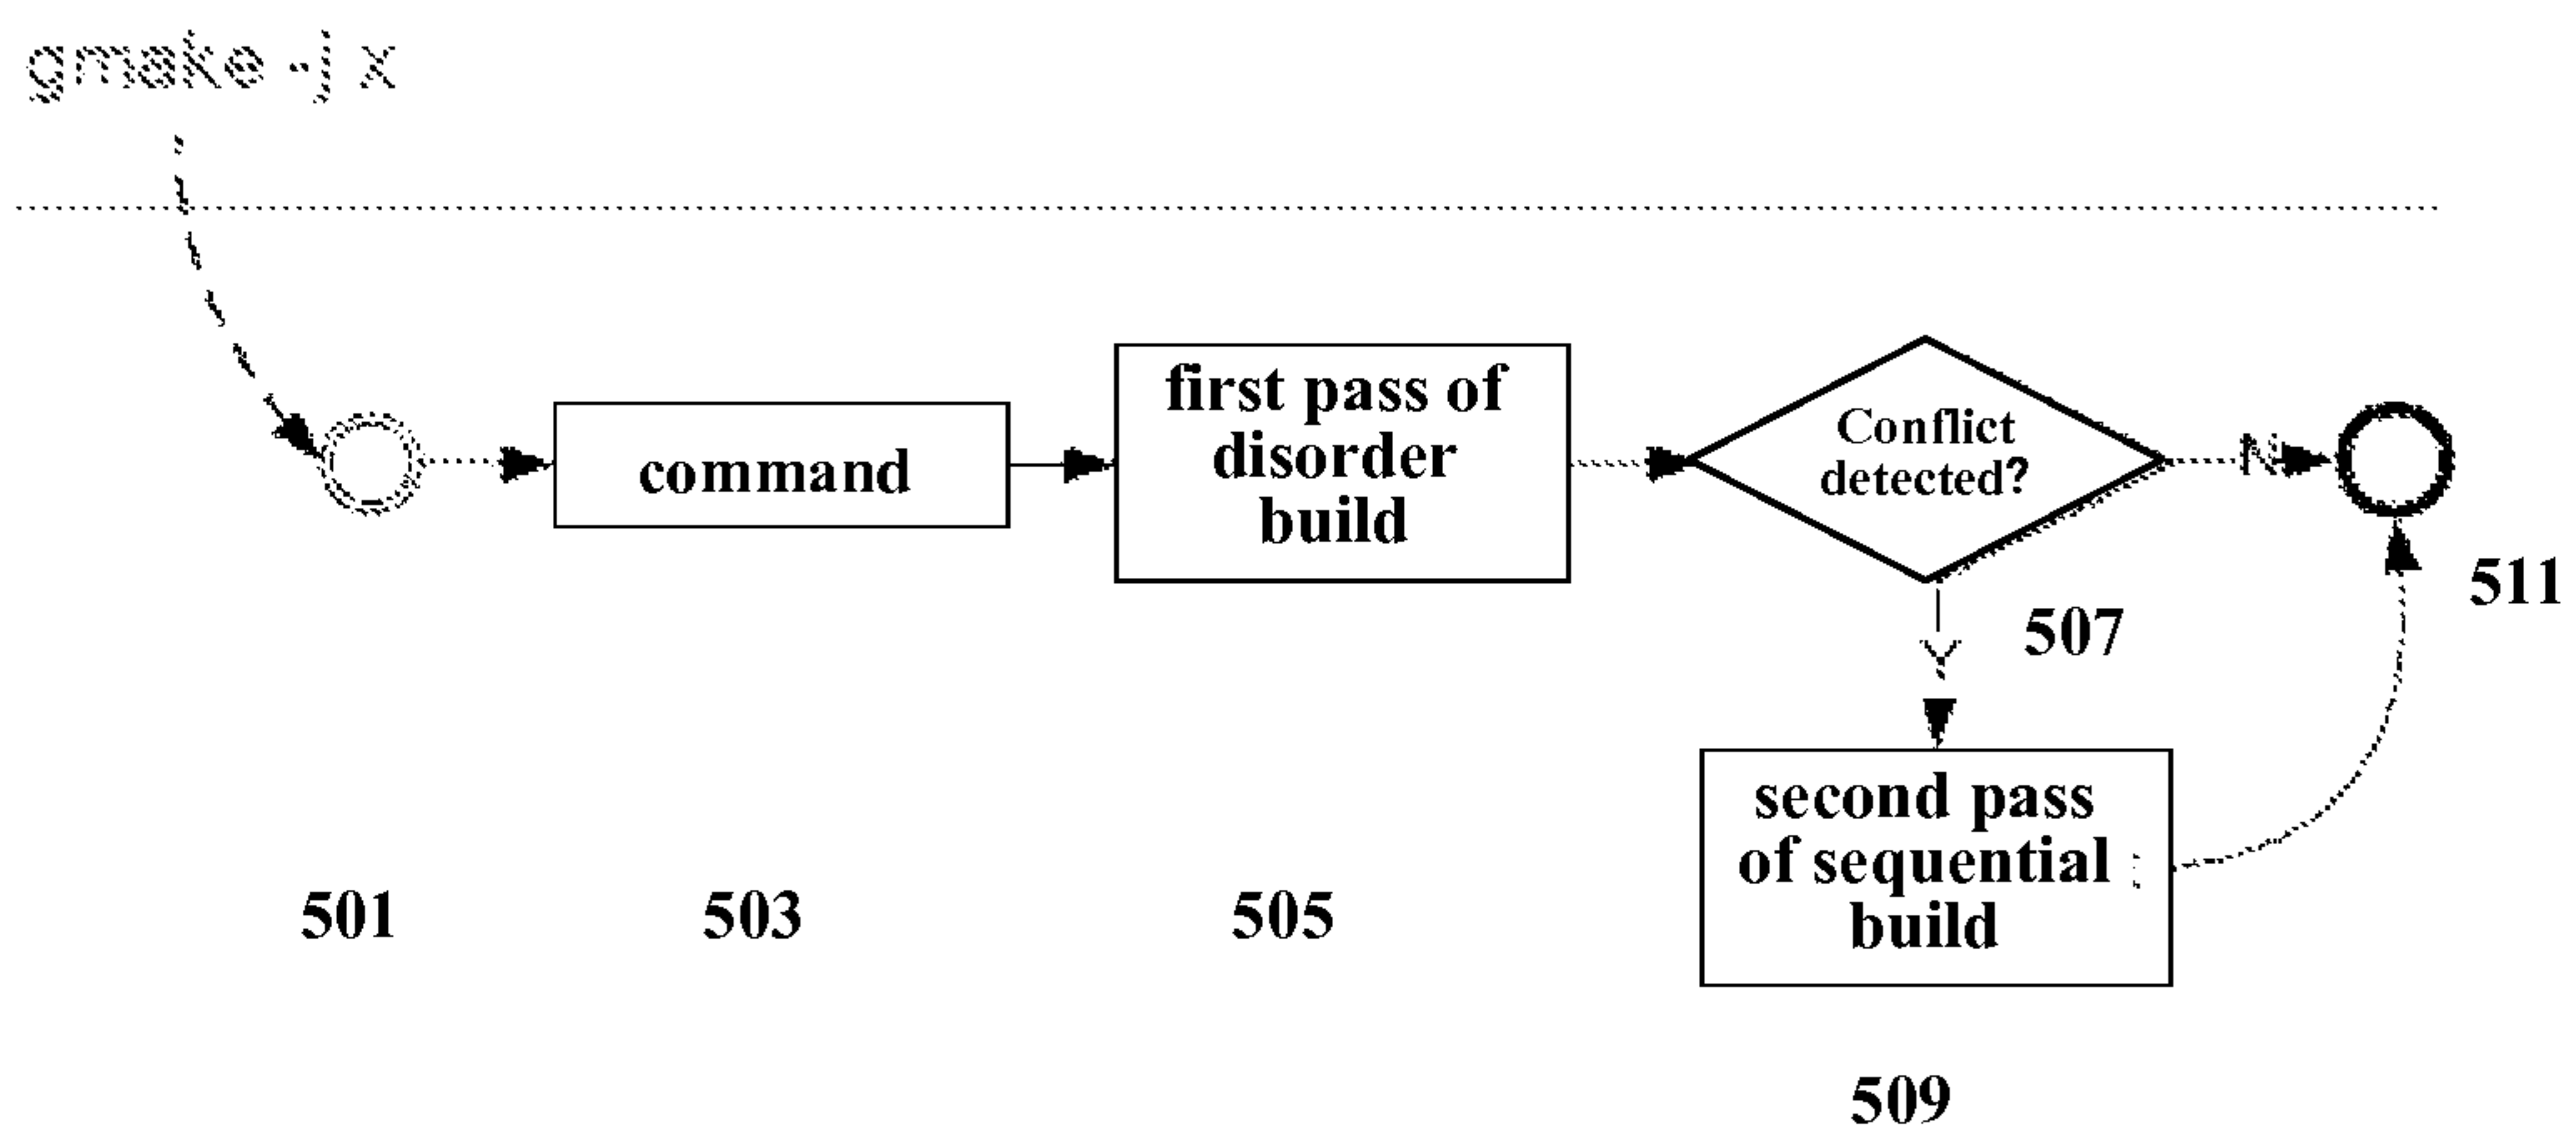 gmake -j x
command
first pass of
disorder
build
Conflict
detected?
N
Y
second pass
of sequential
build
501
503
505
507
509
511